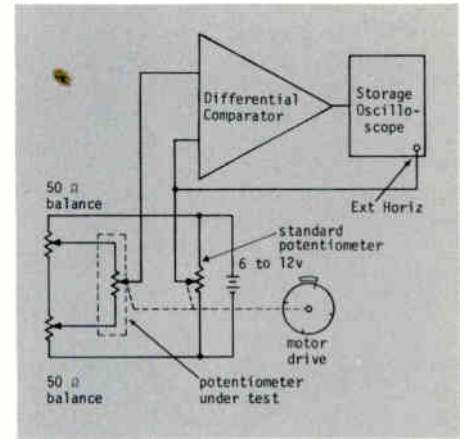 Differential
Comparator
Storage
Oscillo-
scope
Ext Horiz
50 Ω
balance
standard
potentiometer
6 to 12v
motor
drive
50 Ω
balance
potentiometer
under test